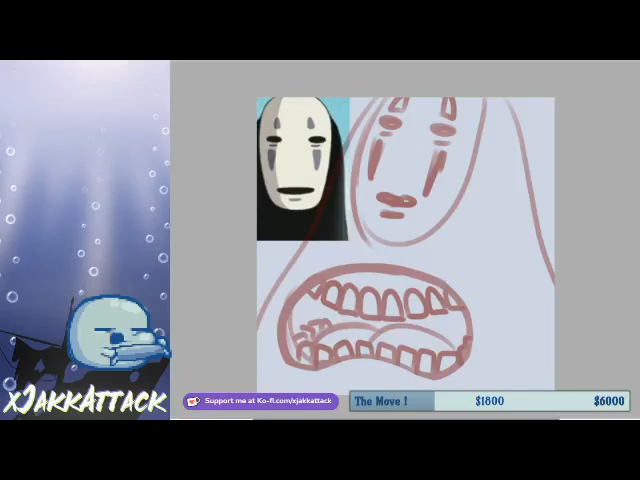 xJakkAttack
Support me at Ko-fi.com/xjakkattack
The Move !
$1800
$6000